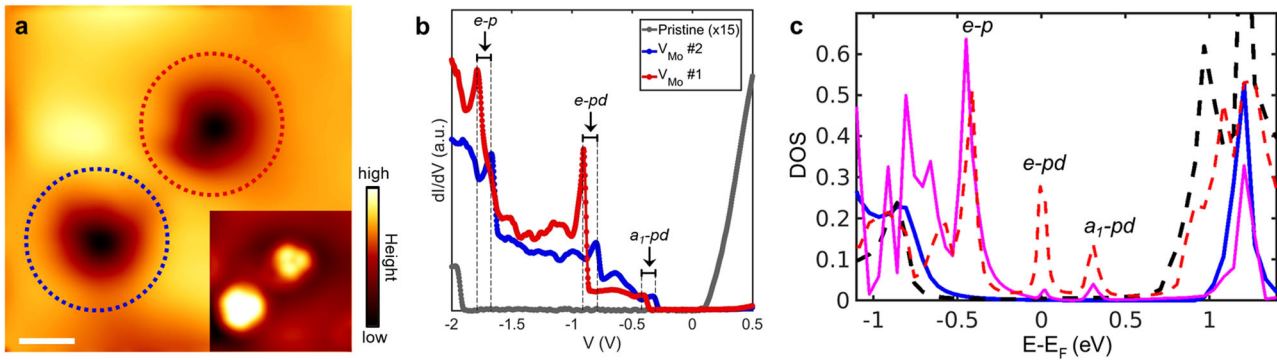 a
high
low
Height
b
e-p
e-pd
a1-pd
Pristine (x15)
VMo #2
VMo #1
dI/dV (a.u.)
-2
-1.5
-1
-0.5
0
0.5
V (V)
c
e-p
e-pd
a1-pd
DOS
0.6
0.5
0.4
0.3
0.2
0.1
0
-1
-0.5
0
0.5
1
E-EF (eV)